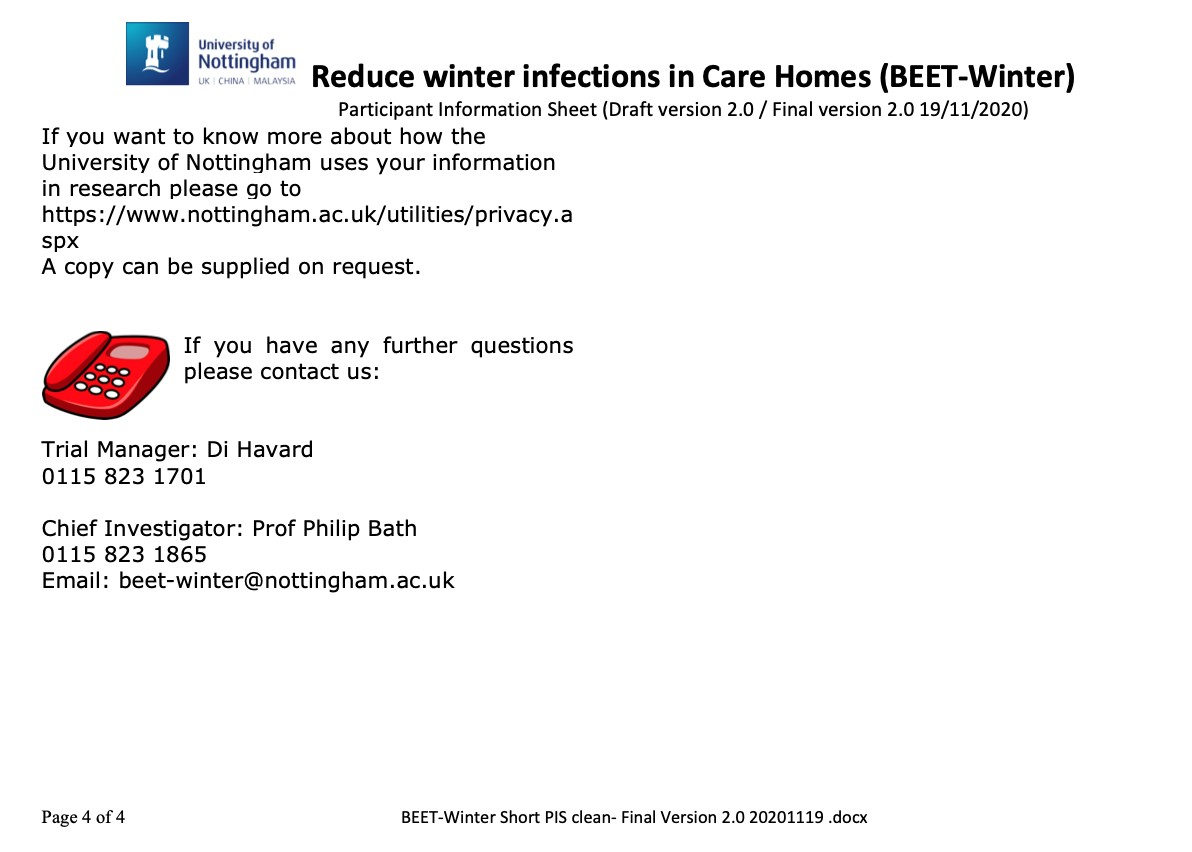 University of
Nottingham
UK | CHINA | MALAYSIA
Reduce winter infections in Care Homes (BEET-Winter)
Participant Information Sheet (Draft version 2.0 / Final version 2.0 19/11/2020)
If you want to know more about how the
University of Nottingham uses your information
in research please go to
https://www.nottingham.ac.uk/utilities/privacy.a
spx
A copy can be supplied on request.
If you have any further questions
please contact us:
Trial Manager: Di Havard
0115 823 1701
Chief Investigator: Prof Philip Bath
0115 823 1865
Email: beet-winter@nottingham.ac.uk
Page 4 of 4
BEET-Winter Short PIS clean- Final Version 2.0 20201119 .docx